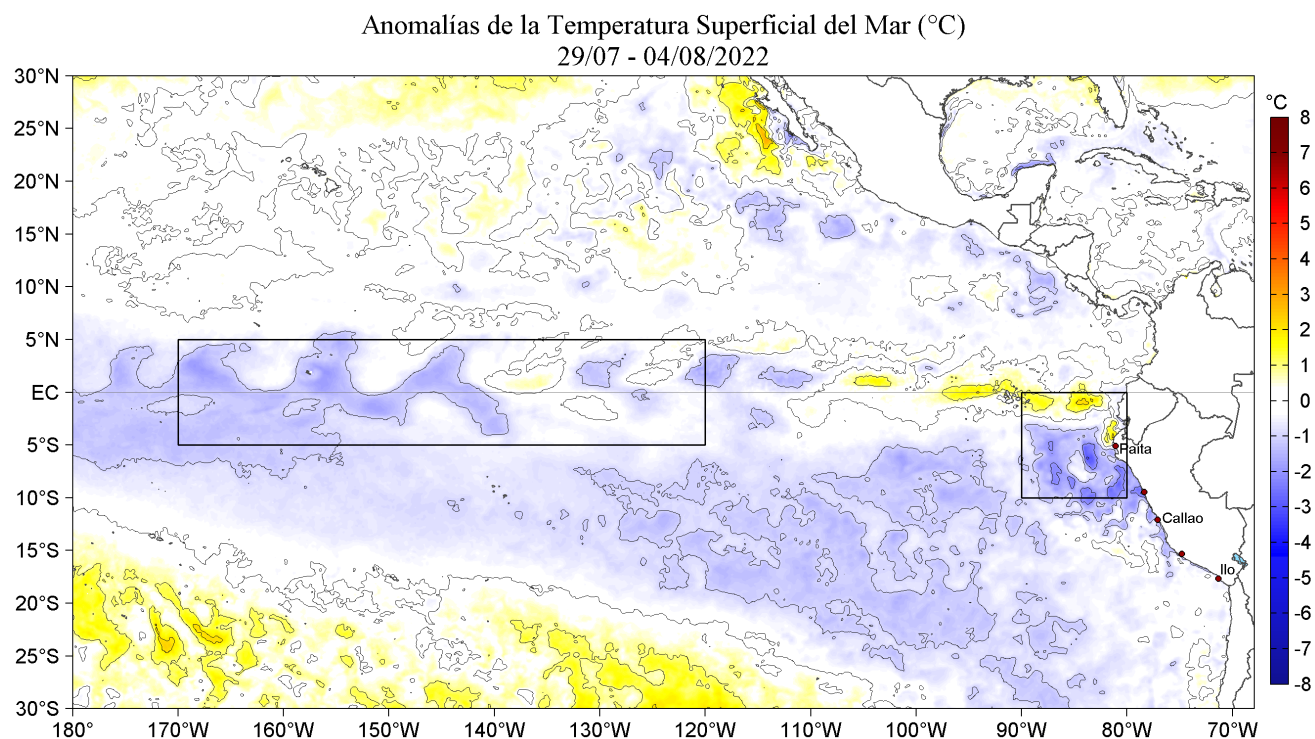 Anomalías de la Temperatura Superficial del Mar (°C)
29/07 - 04/08/2022
30°N
25°N
20°N
15°N
10°N
5°N
EC
5°S
10°S
15°S
20°S
25°S
30°S
180
170°W
160°W
150°W
140°W
130°W
120°W
110°W
100°W
90°W
80°W
70°W
Paita
Callao
Ilo
°C
8
7
6
5
4
3
2
1
0
-1
-2
-3
-4
-5
-6
-7
-8